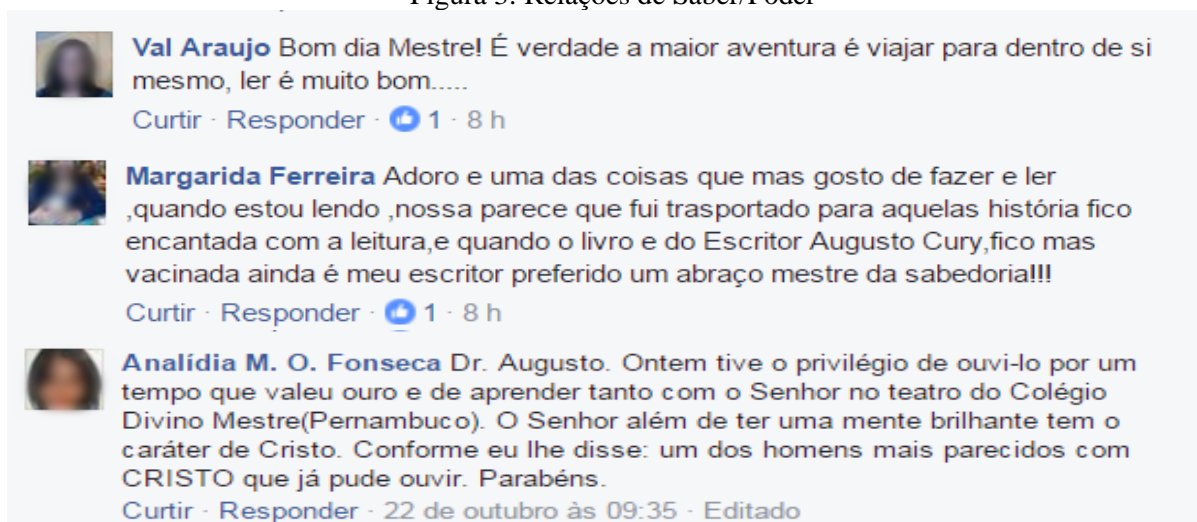 Figura 3: Relações de Saber/Poder
Val Araujo Bom dia Mestre! É verdade a maior aventura é viajar para dentro de si
mesmo, ler é muito bom.....
Curtir · Responder · 1 · 8 h
Margarida Ferreira Adoro e uma das coisas que mas gosto de fazer e ler
,quando estou lendo ,nossa parece que fui trasportado para aquelas história fico
encantada com a leitura,e quando o livro e do Escritor Augusto Cury,fico mas
vacinada ainda é meu escritor preferido um abraço mestre da sabedoria!!!
Curtir · Responder · 1 · 8 h
Analídia M. O. Fonseca Dr. Augusto. Ontem tive o privilégio de ouvi-lo por um
tempo que valeu ouro e de aprender tanto com o Senhor no teatro do Colégio
Divino Mestre(Pernambuco). O Senhor além de ter uma mente brilhante tem o
caráter de Cristo. Conforme eu lhe disse: um dos homens mais parecidos com
CRISTO que já pude ouvir. Parabéns.
Curtir · Responder · 22 de outubro às 09:35 · Editado